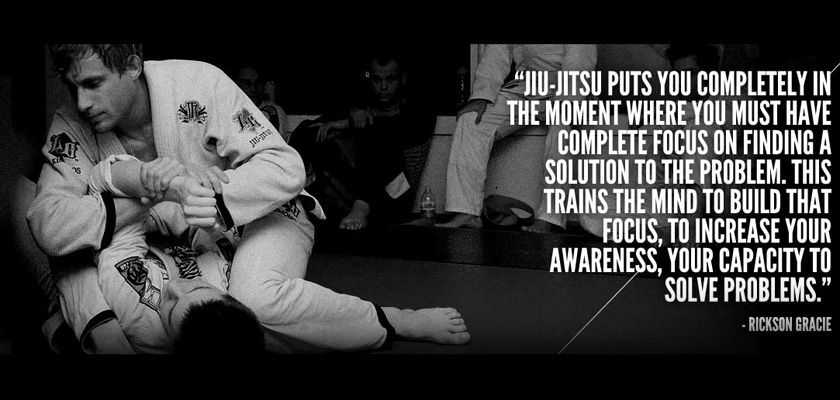 “JIU-JITSU PUTS YOU COMPLETELY IN
THE MOMENT WHERE YOU MUST HAVE
COMPLETE FOCUS ON FINDING A
SOLUTION TO THE PROBLEM. THIS
TRAINS THE MIND TO BUILD THAT
FOCUS, TO INCREASE YOUR
AWARENESS, YOUR CAPACITY TO
SOLVE PROBLEMS.”
- RICKSON GRACIE
JIU-JITSU